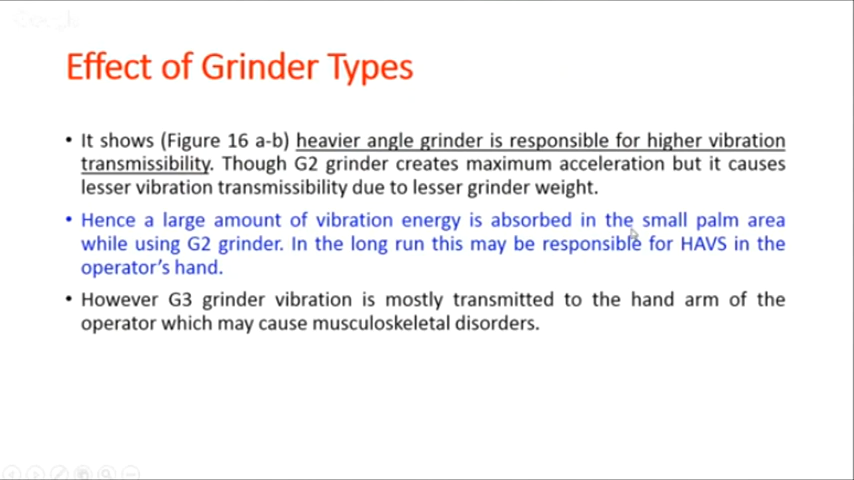 Effect of Grinder Types
• It shows (Figure 16 a-b) heavier angle grinder is responsible for higher vibration
transmissibility. Though G2 grinder creates maximum acceleration but it causes
lesser vibration transmissibility due to lesser grinder weight.
• Hence a large amount of vibration energy is absorbed in the small palm area
while using G2 grinder. In the long run this may be responsible for HAVS in the
operator's hand.
• However G3 grinder vibration is mostly transmitted to the hand arm of the
operator which may cause musculoskeletal disorders.